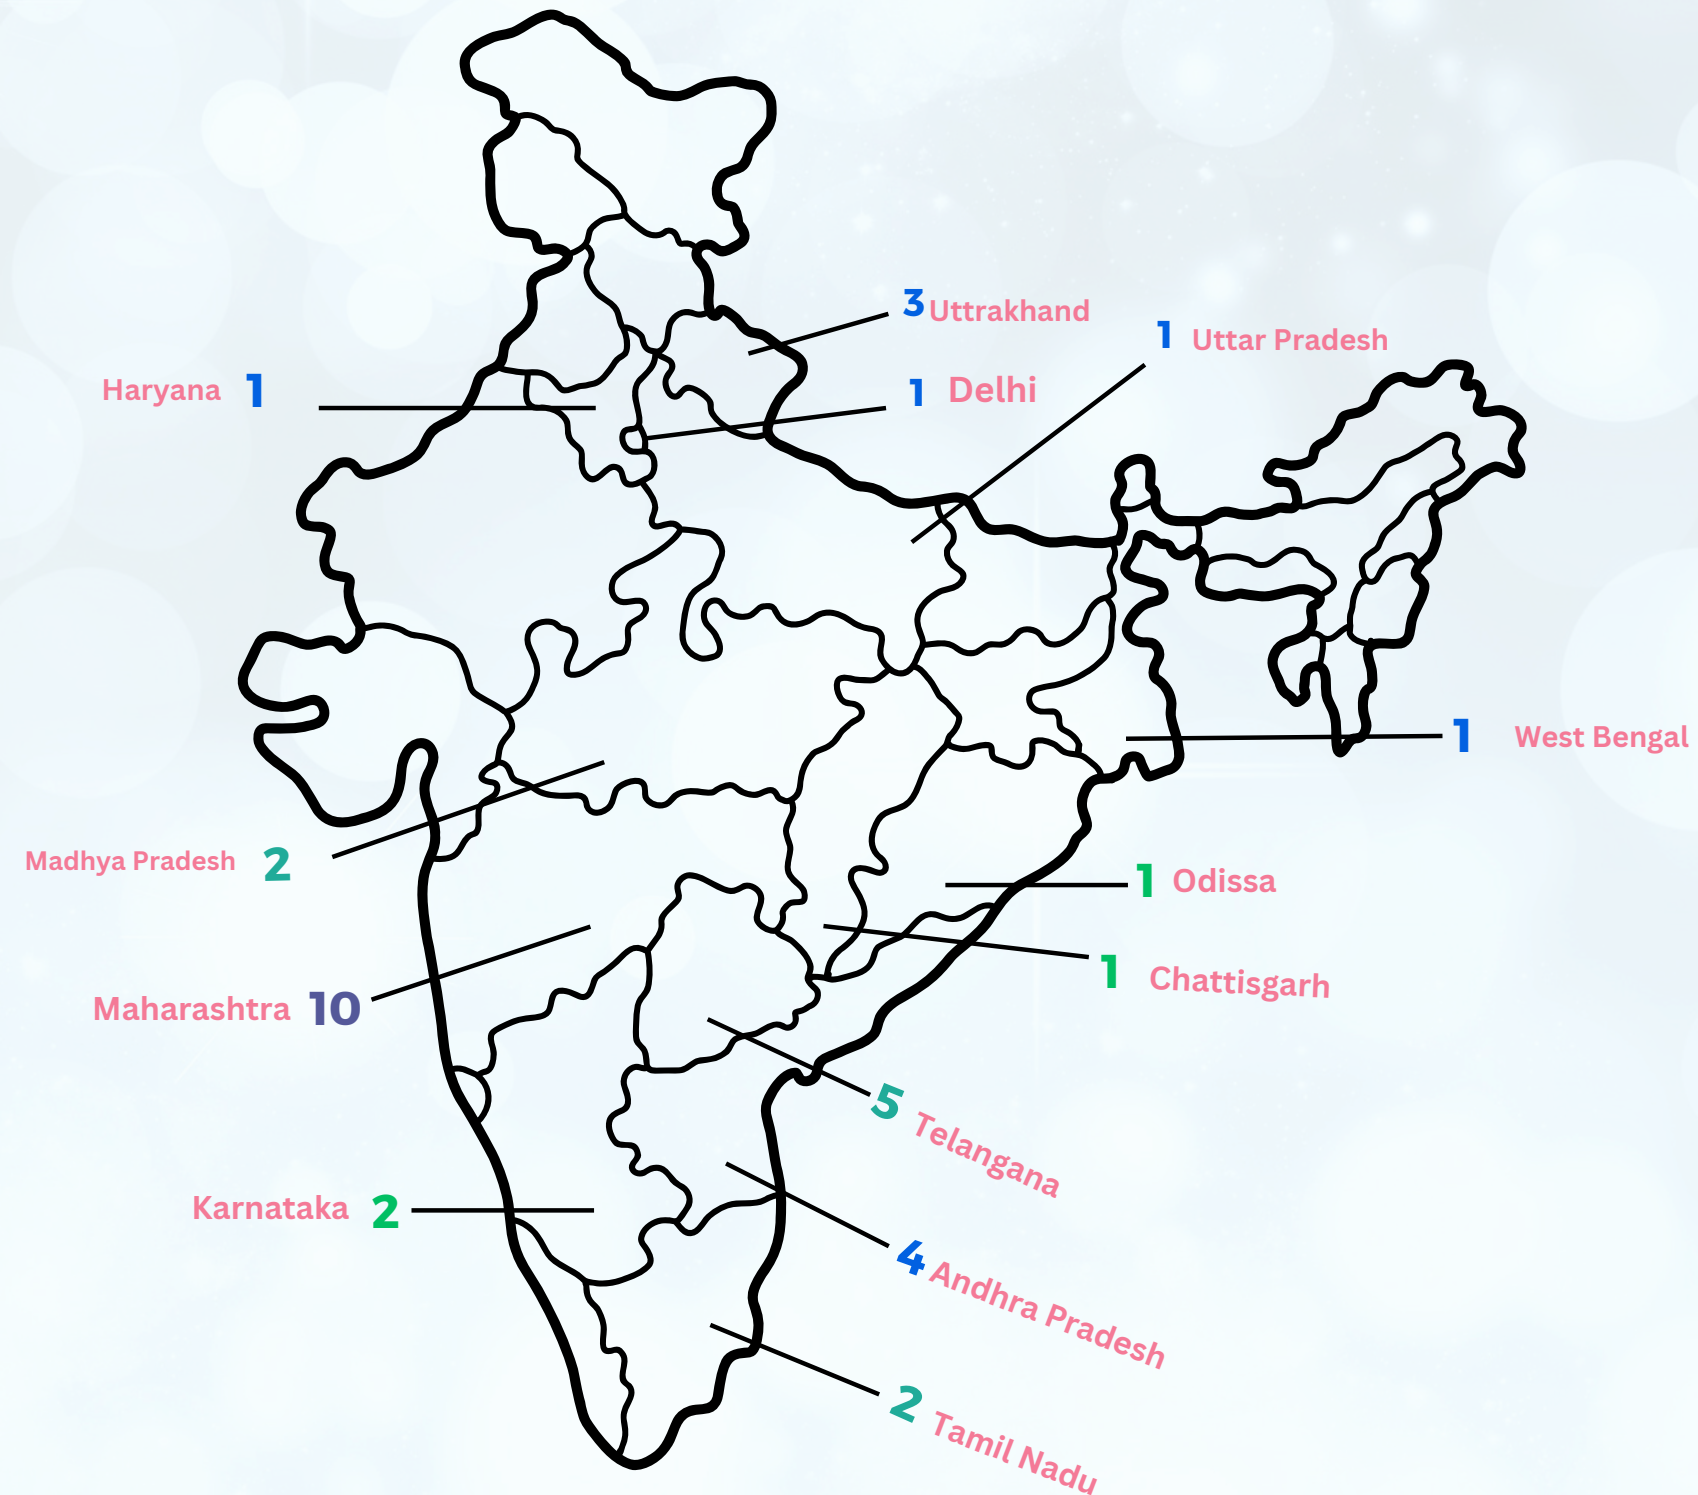 3 Uttrakhand
1 Uttar Pradesh
Haryana 1
1 Delhi
1 West Bengal
Madhya Pradesh 2
1 Odissa
1 Chattisgarh
Maharashtra 10
5 Telangana
Karnataka 2
4 Andhra Pradesh
2 Tamil Nadu